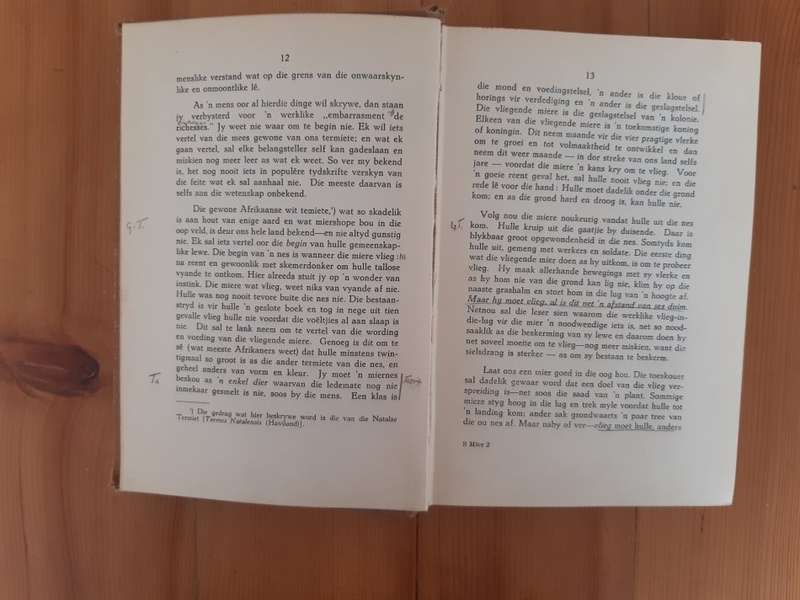 12
menslike verstand wat op die grens van die onwaarskyn-
like en onmoontlike lê.
As 'n mens oor al hierdie dinge wil skrywe, dan staan
jy verbysterd voor 'n werklike „embarrasment de
richesses." Jy weet nie waar om te begin nie. Ek wil iets
vertel van die mees gewone van ons termiete; en wat ek
gaan vertel, sal elke belangsteller self kan gadeslaan en
miskien nog meer leer as wat ek weet. So ver my bekend
is, het nog nooit iets in populêre tydskrifte verskyn van
die feite wat ek sal aanhaal nie. Die meeste daarvan is
selfs aan die wetenskap onbekend.
Die gewone Afrikaanse wit termiete,¹) wat so skadelik
is aan hout van enige aard en wat miershope bou in die
oop veld, is deur ons hele land bekend—en nie altyd gunstig
nie. Ek sal iets vertel oor die begin van hulle gemeenskap-
like lewe. Die begin van 'n nes is wanneer die miere vlieg:
na reent en gewoonlik met skemerdonker om hulle tallose
vyande te ontkom. Hier alreeds stuit jy op 'n wonder van
instink. Die miere wat vlieg, weet niks van vyande af nie.
Hulle was nog nooit tevore buite die nes nie. Die bestaan-
stryd is vir hulle 'n geslote boek en tog in nege uit tien
gevalle vlieg hulle nie voordat die voëltjies al aan slaap is
nie. Dit sal te lank neem om te vertel van die wording
en voeding van die vliegende miere. Genoeg is dit om te
sê (wat meeste Afrikaners weet) dat hulle minstens twin-
tigmaal so groot is as die ander termiete van die nes, en
geheel anders van vorm en kleur. Jy moet 'n miernes
beskou as 'n enkel dier waarvan die ledemate nog nie
inmekaar gesmelt is nie, soos by die mens. Een klas is
¹) Die gedrag wat hier beskrywe word is die van die Natalse
Termiet [Termes Natalensis (Haviland)].
G.T.
13
die mond en voedingstelsel, 'n ander is die kloue of
horings vir verdediging en 'n ander is die geslagstelsel.
Die vliegende miere is die geslagstelsel van 'n kolonie.
Elkeen van die vliegende miere is 'n toekomstige koning
of koningin. Dit neem maande vir die vier pragtige vlerke
om te groei en tot volmaaktheid te ontwikkel en dan
neem dit weer maande — in dor streke van ons land selfs
jare — voordat die miere 'n kans kry om te vlieg. Voor
'n goeie reent geval het, sal hulle nooit vlieg nie; en die
rede lê voor die hand: Hulle moet dadelik onder die grond
kom; en as die grond hard en droog is, kan hulle nie.
Volg nou die miere noukeurig vandat hulle uit die nes
kom. Hulle kruip uit die gaatjie by duisende. Daar is
blykbaar groot opgewondenheid in die nes. Somtyds kom
hulle uit, gemeng met werkers en soldate. Die eerste ding
wat die vliegende mier doen as hy uitkom, is om te probeer
vlieg. Hy maak allerhande bewegings met sy vlerke en
as hy hom nie van die grond kan lig nie, klim hy op die
naaste grashalm en stort hom in die lug van 'n hoogte af.
Maar hy moet vlieg, al is dit net 'n afstand van ses duim.
Netnou sal die leser sien waarom die werklike vlieg-in-
die-lug vir die mier 'n noodwendige iets is, net so nood-
saaklik as die beskerming van sy lewe en daarom doen hy
net soveel moeite om te vlieg—nog meer miskien, want die
sielsdrang is sterker — as om sy bestaan te beskerm.
Laat ons een mier goed in die oog hou. Die toeskouer
sal dadelik gewaar word dat een doel van die vlieg ver-
spreiding is—net soos die saad van 'n plant. Sommige
miere styg hoog in die lug en trek myle voordat hulle tot
'n landing kom; ander sak grondwaarts 'n paar tree van
die ou nes af. Maar naby of ver—vlieg moet hulle, anders
B Miere 2